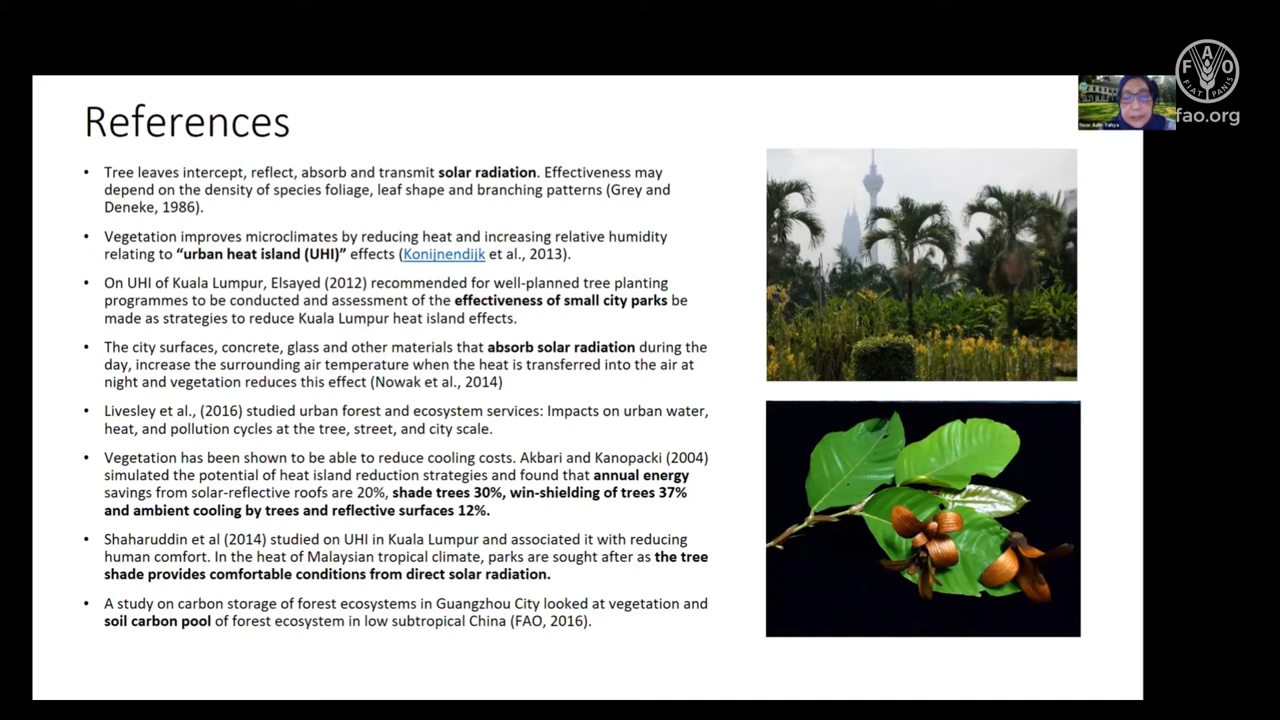 References
• Tree leaves intercept, reflect, absorb and transmit solar radiation. Effectiveness may
depend on the density of species foliage, leaf shape and branching patterns (Grey and
Deneke, 1986).
• Vegetation improves microclimates by reducing heat and increasing relative humidity
relating to “urban heat island (UHI)” effects (Konijnendijk et al., 2013).
• On UHI of Kuala Lumpur, Elsayed (2012) recommended for well-planned tree planting
programmes to be conducted and assessment of the effectiveness of small city parks be
made as strategies to reduce Kuala Lumpur heat island effects.
• The city surfaces, concrete, glass and other materials that absorb solar radiation during the
day, increase the surrounding air temperature when the heat is transferred into the air at
night and vegetation reduces this effect (Nowak et al., 2014)
• Livesley et al., (2016) studied urban forest and ecosystem services: Impacts on urban water,
heat, and pollution cycles at the tree, street, and city scale.
• Vegetation has been shown to be able to reduce cooling costs. Akbari and Kanopacki (2004)
simulated the potential of heat island reduction strategies and found that annual energy
savings from solar-reflective roofs are 20%, shade trees 30%, win-shielding of trees 37%
and ambient cooling by trees and reflective surfaces 12%.
• Shaharuddin et al (2014) studied on UHI in Kuala Lumpur and associated it with reducing
human comfort. In the heat of Malaysian tropical climate, parks are sought after as the tree
shade provides comfortable conditions from direct solar radiation.
• A study on carbon storage of forest ecosystems in Guangzhou City looked at vegetation and
soil carbon pool of forest ecosystem in low subtropical China (FAO, 2016).
Noor Azlin Yahya
F A O
FIAT PANIS
fao.org